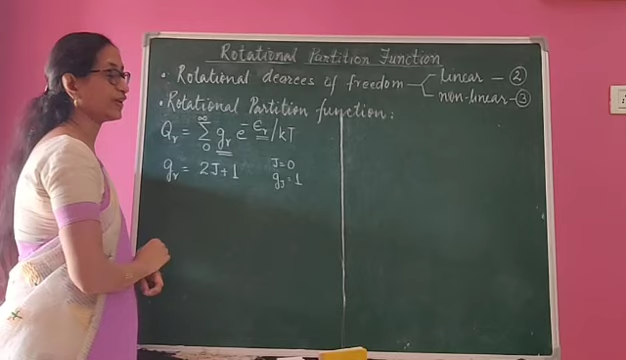 Rotational Partition Function
• Rotational degrees of freedom linear - 2
non-linear - 3
• Rotational Partition function:
Qr = ∞ Σ 0 gr e^-εr/kT
gr = 2J+1
J=0
gJ=1